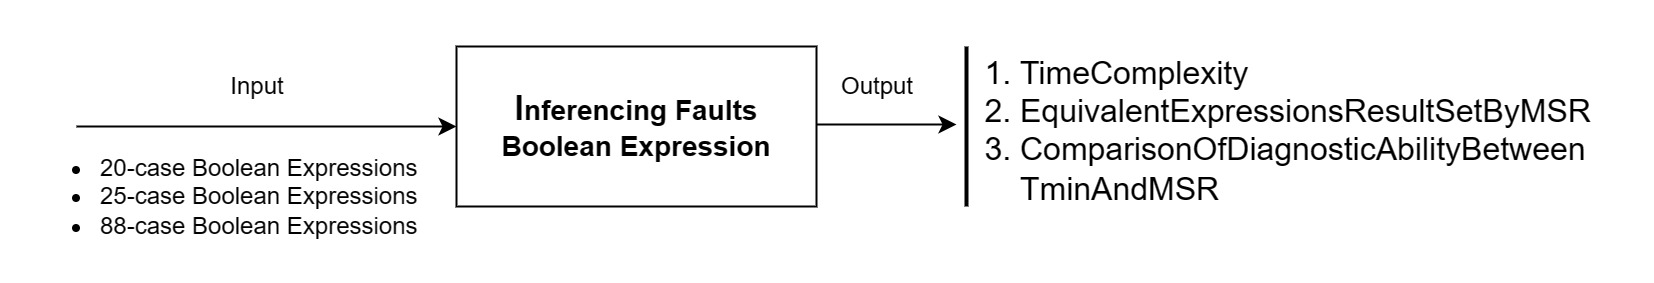 Input
• 20-case Boolean Expressions
• 25-case Boolean Expressions
• 88-case Boolean Expressions
Inferencing Faults
Boolean Expression
Output
1. TimeComplexity
2. EquivalentExpressionsResultSetByMSR
3. ComparisonOfDiagnosticAbilityBetween
TminAndMSR